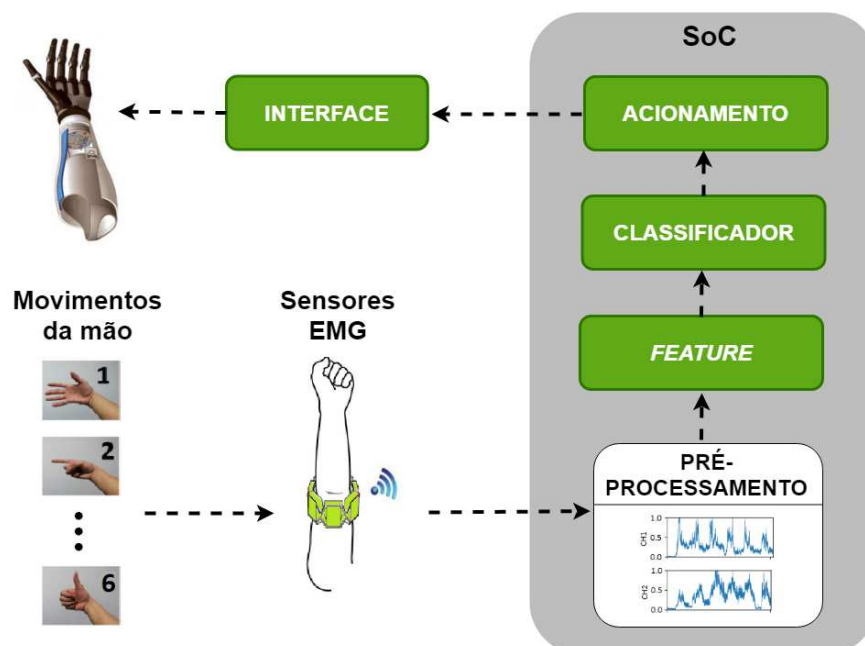 SoC
INTERFACE
ACIONAMENTO
CLASSIFICADOR
Movimentos
da mão
Sensores
EMG
FEATURE
1
2
6
PRÉ-
PROCESSAMENTO
1.0
0.5
0.0
CH1
1.0
0.5
0.0
CH2